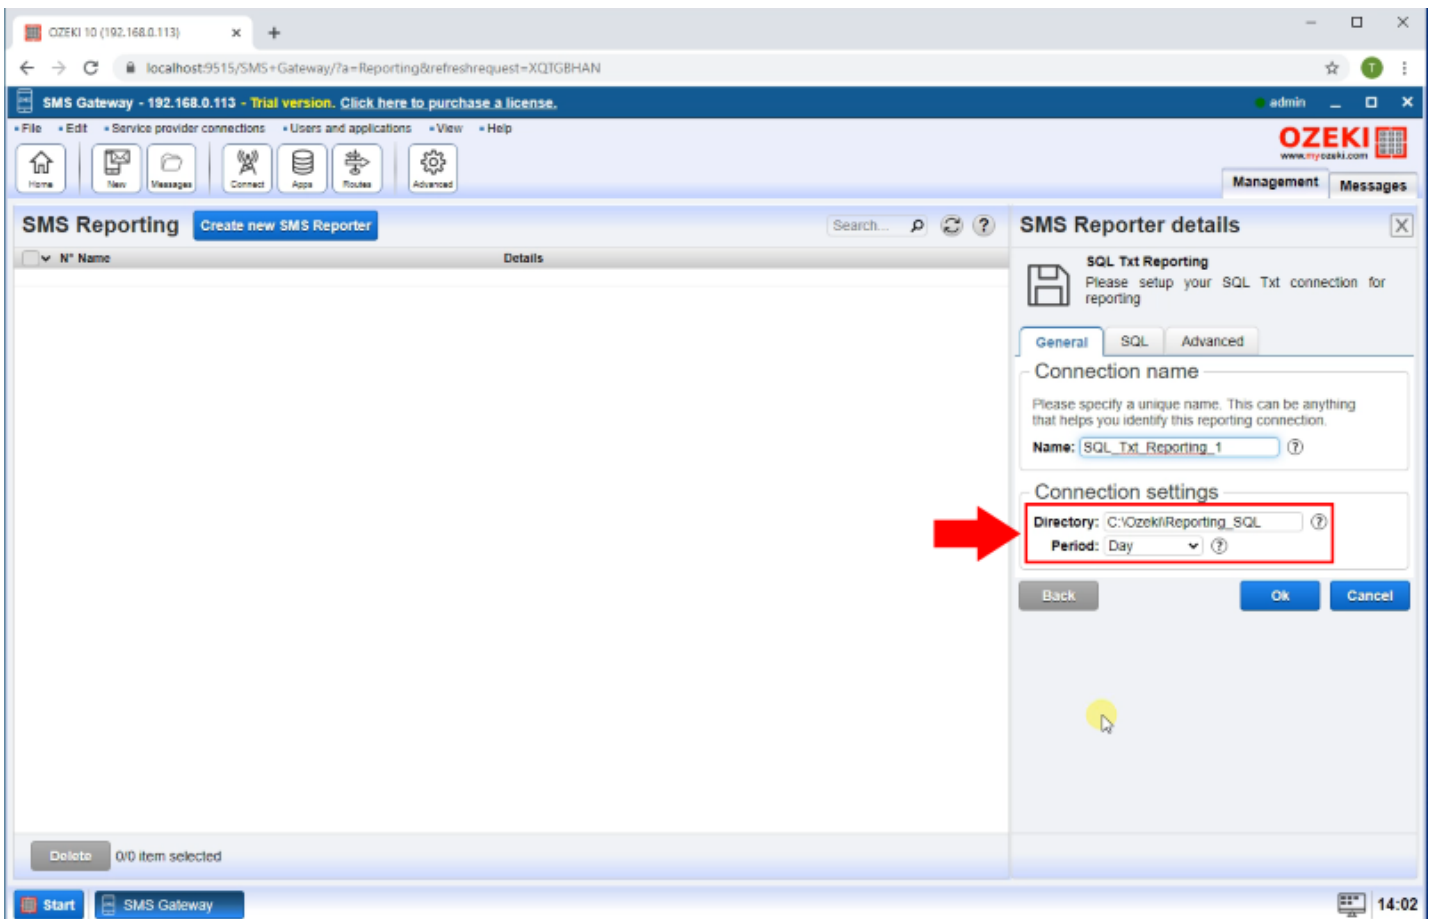 OZEKI 10 (192.168.0.113)
localhost:9515/SMS+Gateway/?a=Reporting&refreshrequest=XQTGBHAN
T
SMS Gateway - 192.168.0.113 - Trial version. Click here to purchase a license.
admin
File Edit Service provider connections Users and applications View Help
OZEKI
www.myozeki.com
Home New Messages Connect Apps Routes Advanced
Management Messages
SMS Reporting Create new SMS Reporter Search...
N° Name Details
SMS Reporter details
SQL Txt Reporting
Please setup your SQL Txt connection for
reporting
General SQL Advanced
Connection name
Please specify a unique name. This can be anything
that helps you identify this reporting connection.
Name: SQL_Txt_Reporting_1
Connection settings
Directory: C:\Ozeki\Reporting_SQL
Period: Day
Back Ok Cancel
Delete 0/0 item selected
Start SMS Gateway 14:02